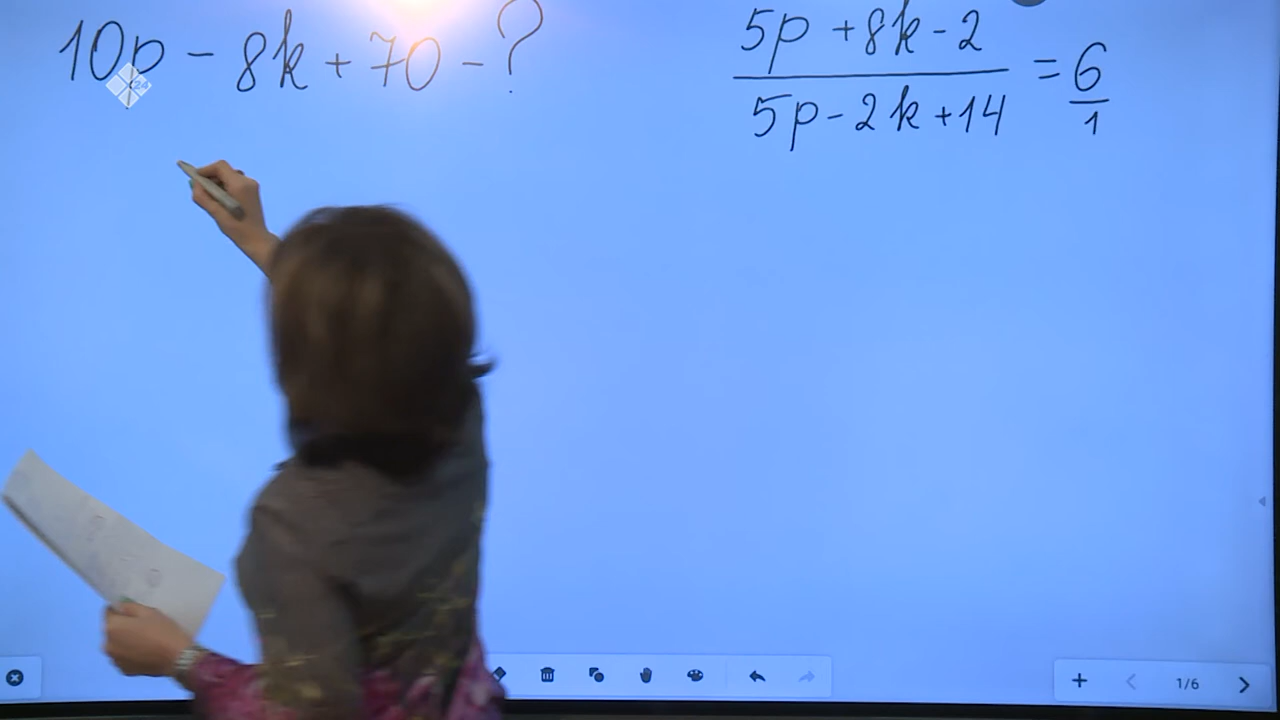 10p - 8k + 70 - ?
5p + 8k - 2
5p - 2k + 14
= 6
1
1/6